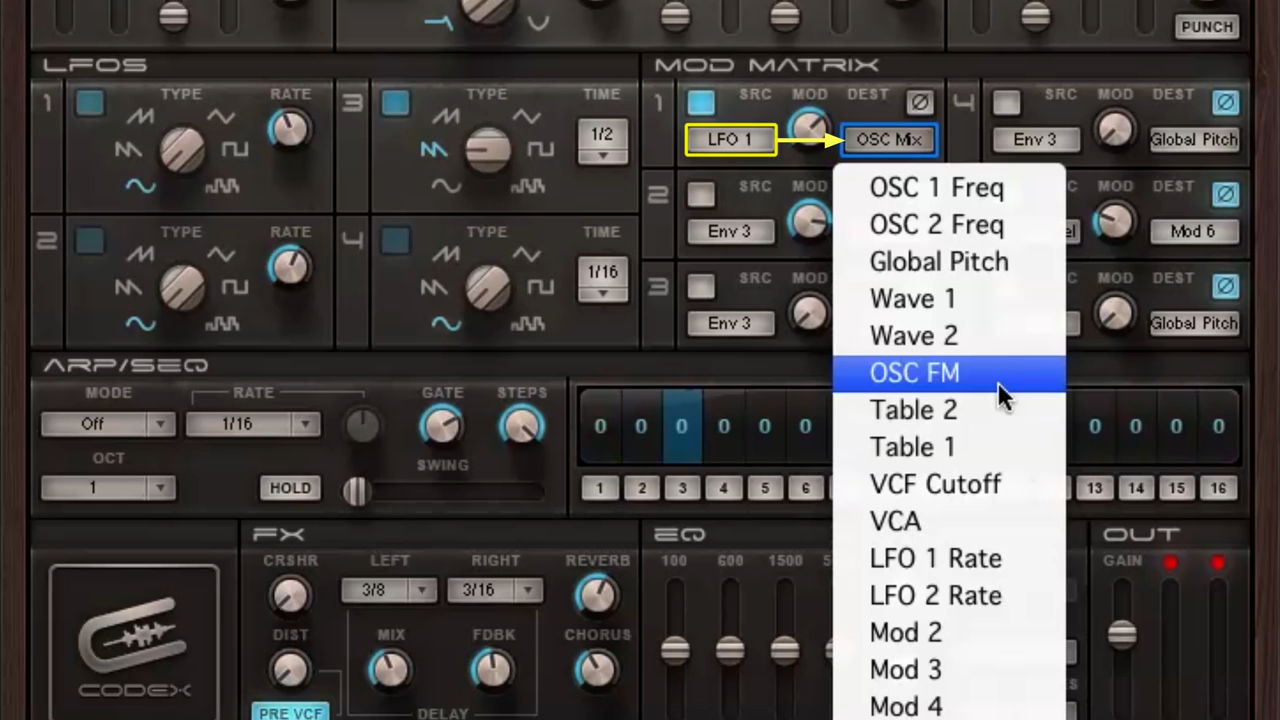 PUNCH
LFOS
MOD MATRIX
1
TYPE
RATE
3
TYPE
TIME
1/2
1
SRC
MOD
DEST
LFO 1
OSC Mix
4
SRC
MOD
DEST
Env 3
Global Pitch
2
TYPE
RATE
4
TYPE
TIME
1/16
2
SRC
MOD
Env 3
DEST
Mod 6
3
SRC
MOD
Env 3
DEST
Global Pitch
OSC 1 Freq
OSC 2 Freq
Global Pitch
Wave 1
Wave 2
OSC FM
Table 2
Table 1
VCF Cutoff
VCA
LFO 1 Rate
LFO 2 Rate
Mod 2
Mod 3
Mod 4
ARP/SEQ
MODE
RATE
GATE
STEPS
Off
1/16
OCT
SWING
1
HOLD
0 0 0 0 0 0 0 0 0 0
1 2 3 4 5 6 13 14 15 16
CODEX
FX
CRSHR
LEFT
RIGHT
REVERB
3/8
3/16
DIST
MIX
FDBK
CHORUS
PRE VCF
DELAY
EQ
100 600 1500
OUT
GAIN